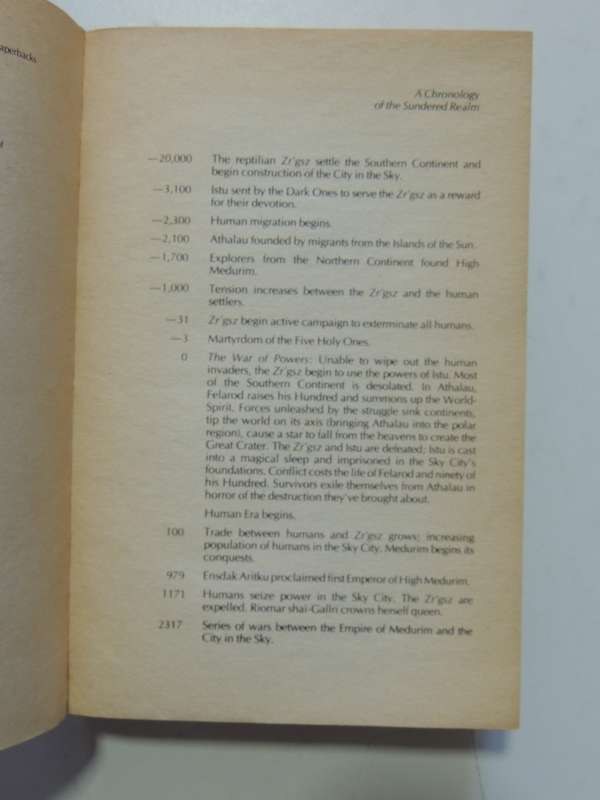 aperbacks
A Chronology
of the Sundered Realm
—20,000 The reptilian Zr'gsz settle the Southern Continent and
begin construction of the City in the Sky.
—3,100 Istu sent by the Dark Ones to serve the Zr'gsz as a reward
for their devotion.
—2,300 Human migration begins.
—2,100 Athalau founded by migrants from the Islands of the Sun.
—1,700 Explorers from the Northern Continent found High
Medurim.
—1,000 Tension increases between the Zr'gsz and the human
settlers.
—31 Zr'gsz begin active campaign to exterminate all humans.
—3 Martyrdom of the Five Holy Ones.
0 The War of Powers: Unable to wipe out the human
invaders, the Zr'gsz begin to use the powers of Istu. Most
of the Southern Continent is desolated. In Athalau,
Felarod raises his Hundred and summons up the World-
Spirit. Forces unleashed by the struggle sink continents,
tip the world on its axis (bringing Athalau into the polar
region), cause a star to fall from the heavens to create the
Great Crater. The Zr'gsz and Istu are defeated; Istu is cast
into a magical sleep and imprisoned in the Sky City's
foundations. Conflict costs the life of Felarod and ninety of
his Hundred. Survivors exile themselves from Athalau in
horror of the destruction they've brought about.
Human Era begins.
100 Trade between humans and Zr'gsz grows; increasing
population of humans in the Sky City. Medurim begins its
conquests.
979 Ensdak Aritku proclaimed first Emperor of High Medurim.
1171 Humans seize power in the Sky City. The Zr'gsz are
expelled. Riomar shai-Gallri crowns herself queen.
2317 Series of wars between the Empire of Medurim and the
City in the Sky.